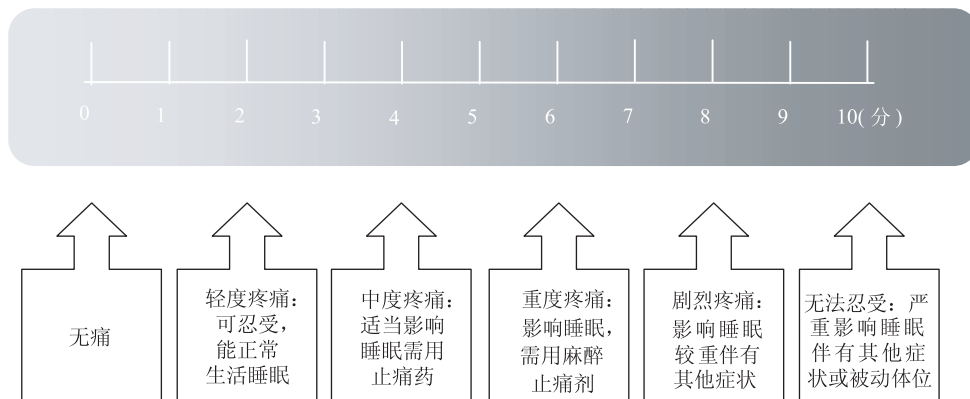 0 1 2 3 4 5 6 7 8 9 10(分)
无痛
轻度疼痛:
可忍受,
能正常
生活睡眠
中度疼痛:
适当影响
睡眠需用
止痛药
重度疼痛:
影响睡眠,
需用麻醉
止痛剂
剧烈疼痛:
影响睡眠
较重伴有
其他症状
无法忍受:严
重影响睡眠
伴有其他症
状或被动体位